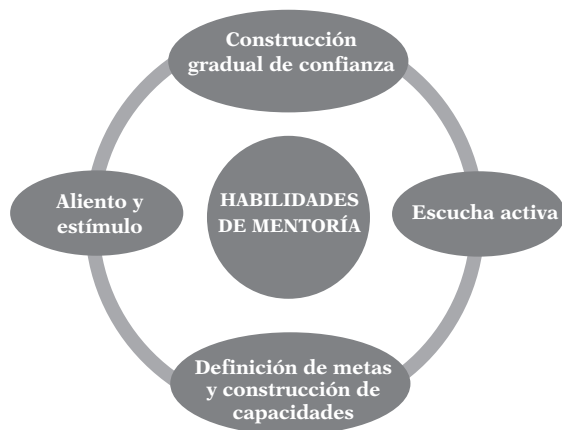 Construcción
gradual de confianza
Aliento y
estímulo
HABILIDADES
DE MENTORÍA
Escucha activa
Definición de metas
y construcción de
capacidades